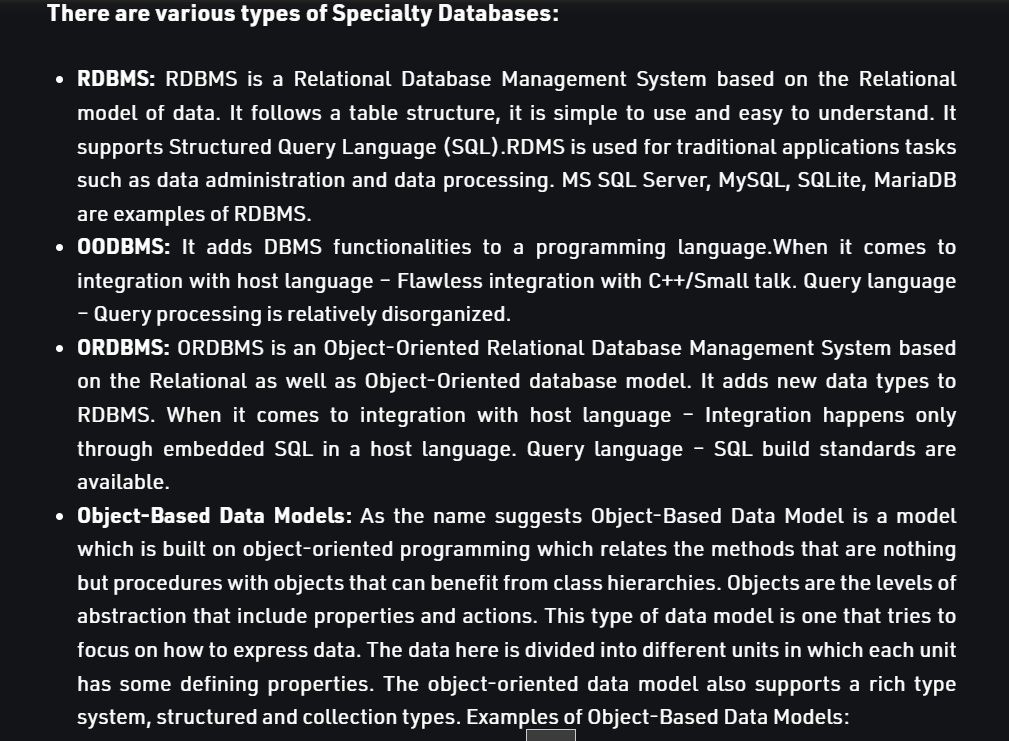 There are various types of Specialty Databases:
• RDBMS: RDBMS is a Relational Database Management System based on the Relational
model of data. It follows a table structure, it is simple to use and easy to understand. It
supports Structured Query Language (SQL).RDMS is used for traditional applications tasks
such as data administration and data processing. MS SQL Server, MySQL, SQLite, MariaDB
are examples of RDBMS.
• OODBMS: It adds DBMS functionalities to a programming language.When it comes to
integration with host language – Flawless integration with C++/Small talk. Query language
– Query processing is relatively disorganized.
• ORDBMS: ORDBMS is an Object-Oriented Relational Database Management System based
on the Relational as well as Object-Oriented database model. It adds new data types to
RDBMS. When it comes to integration with host language – Integration happens only
through embedded SQL in a host language. Query language – SQL build standards are
available.
• Object-Based Data Models: As the name suggests Object-Based Data Model is a model
which is built on object-oriented programming which relates the methods that are nothing
but procedures with objects that can benefit from class hierarchies. Objects are the levels of
abstraction that include properties and actions. This type of data model is one that tries to
focus on how to express data. The data here is divided into different units in which each unit
has some defining properties. The object-oriented data model also supports a rich type
system, structured and collection types. Examples of Object-Based Data Models: